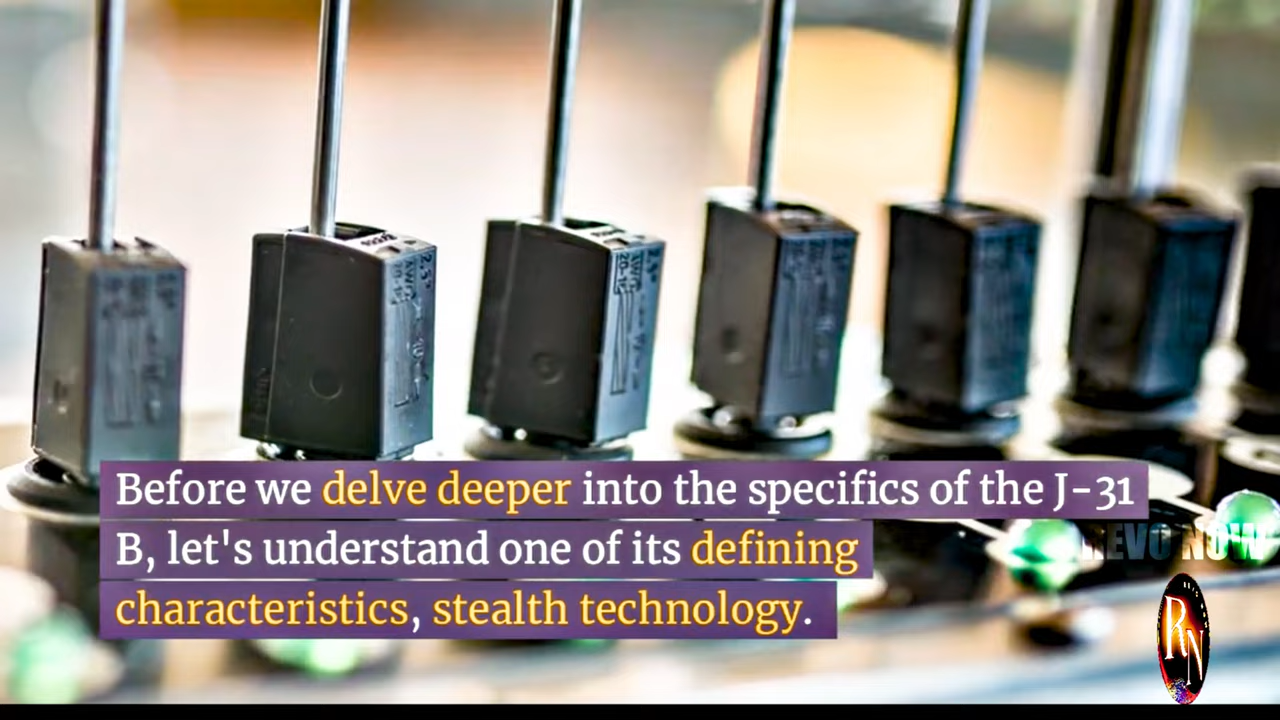 Before we delve deeper into the specifics of the J-31
B, let's understand one of its defining
characteristics, stealth technology.
REVO NOW
RN